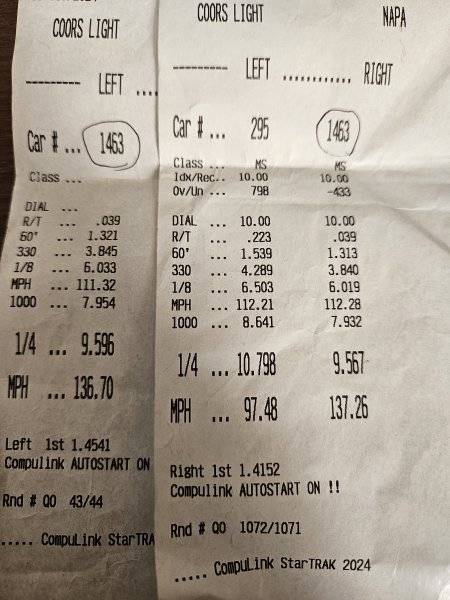 COORS LIGHT
--------- LEFT ....
Car # ... 1463
Class ...
DIAL ...
R/T ... .039
60' ... 1.321
330 ... 3.845
1/8 ... 6.033
MPH ... 111.32
1000 ... 7.954
1/4 ... 9.596
MPH ... 136.70
Left 1st 1.4541
Compulink AUTOSTART ON
Rnd # Q0 43/44
..... CompuLink StarTRA
COORS LIGHT NAPA
--------- LEFT ............ RIGHT
Car # ... 295 1463
Class ... MS MS
Idx/Rec.. 10.00 10.00
Ov/Un ... 798 -433
DIAL ... 10.00 10.00
R/T ... .223 .039
60' ... 1.539 1.313
330 ... 4.289 3.840
1/8 ... 6.503 6.019
MPH ... 112.21 112.28
1000 ... 8.641 7.932
1/4 ... 10.798 9.567
MPH ... 97.48 137.26
Right 1st 1.4152
Compulink AUTOSTART ON !!
Rnd # Q0 1072/1071
..... CompuLink StarTRAK 2024